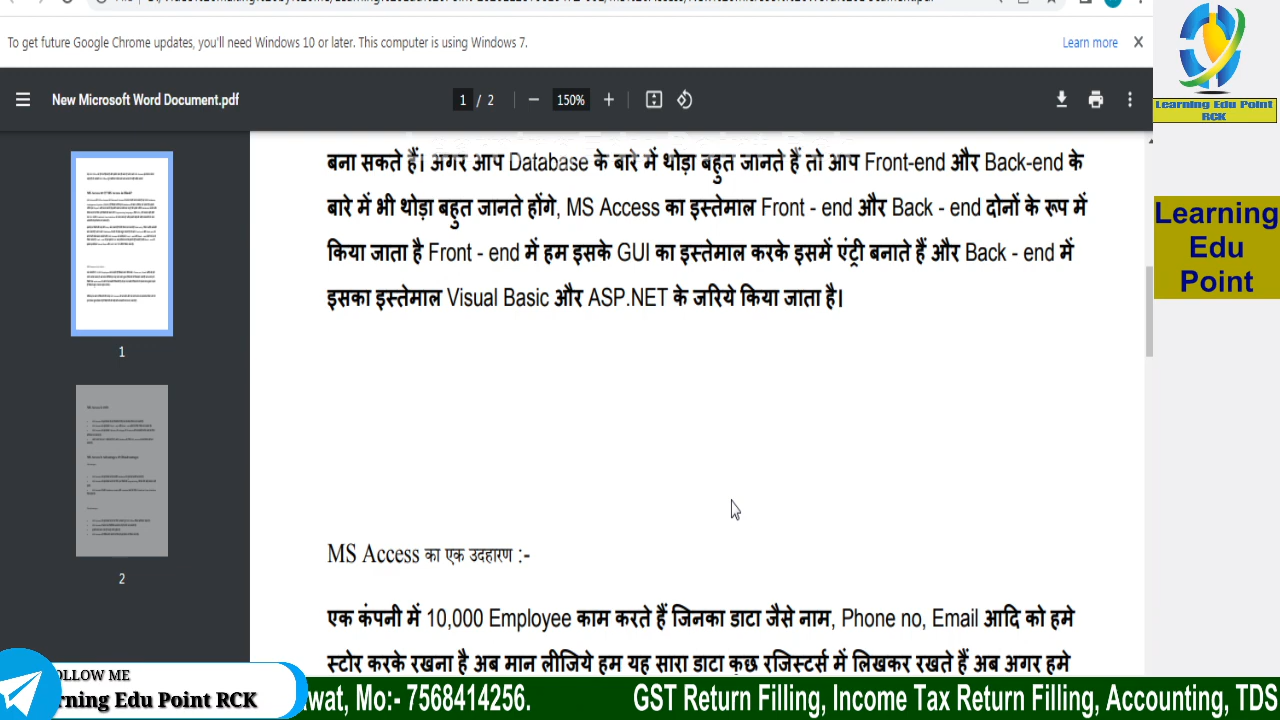 To get future Google Chrome updates, you'll need Windows 10 or later. This computer is using Windows 7.
Learn more
New Microsoft Word Document.pdf
1 / 2
150%
Learning Edu Point
RCK
बना सकते हैं। अगर आप Database के बारे में थोड़ा बहुत जानते हैं तो आप Front-end और Back-end के
बारे में भी थोड़ा बहुत जानते होंगे, MS Access का इस्तेमाल Front - end और Back - end दोनों के रूप में
किया जाता है Front - end में हम इसके GUI का इस्तेमाल करके इसमें एंट्री बनाते हैं और Back - end में
इसका इस्तेमाल Visual Basic और ASP.NET के जरिये किया जाता है।
Learning
Edu
Point
1
2
MS Access का एक उदहारण :-
एक कंपनी में 10,000 Employee काम करते हैं जिनका डाटा जैसे नाम, Phone no, Email आदि को हमे
स्टोर करके रखना है अब मान लीजिये हम यह सारा डाटा कुछ रजिस्टर्स में लिखकर रखते हैं अब अगर हमे
OLLOW ME
rning Edu Point RCK
wat, Mo:- 7568414256.
GST Return Filling, Income Tax Return Filling, Accounting, TDS